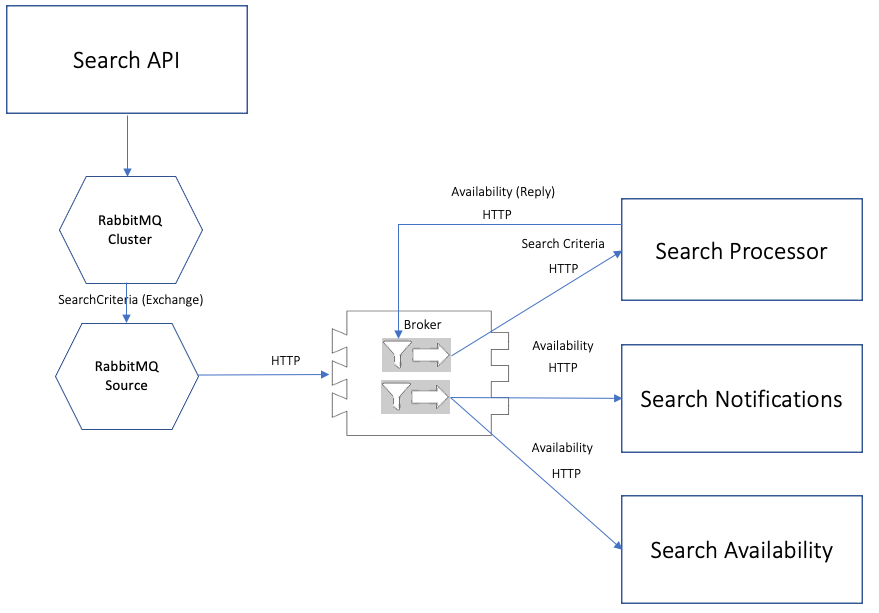 Search API
RabbitMQ
Cluster
SearchCriteria (Exchange)
RabbitMQ
Source
HTTP
Broker
Availability (Reply)
HTTP
Search Criteria
HTTP
Search Processor
Availability
HTTP
Search Notifications
Availability
HTTP
Search Availability